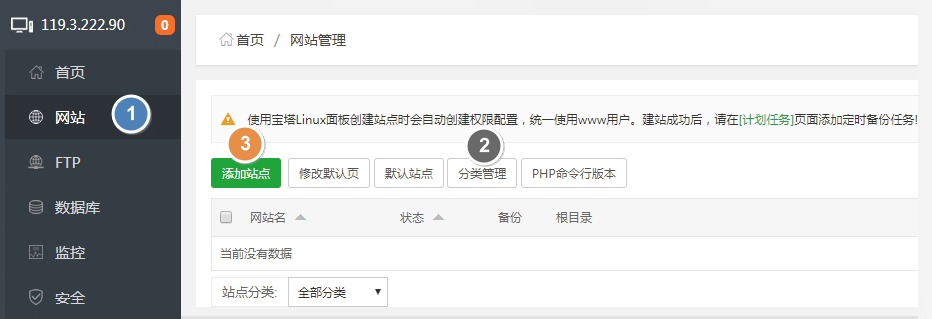 119.3.222.90 0
首页
网站 1
FTP
数据库
监控
安全
首页 / 网站管理
使用宝塔Linux面板创建站点时会自动创建权限配置，统一使用www用户。建站成功后，请在[计划任务]页面添加定时备份任务!
3 2
添加站点 修改默认页 默认站点 分类管理 PHP命令行版本
网站名 状态 备份 根目录
当前没有数据
站点分类: 全部分类